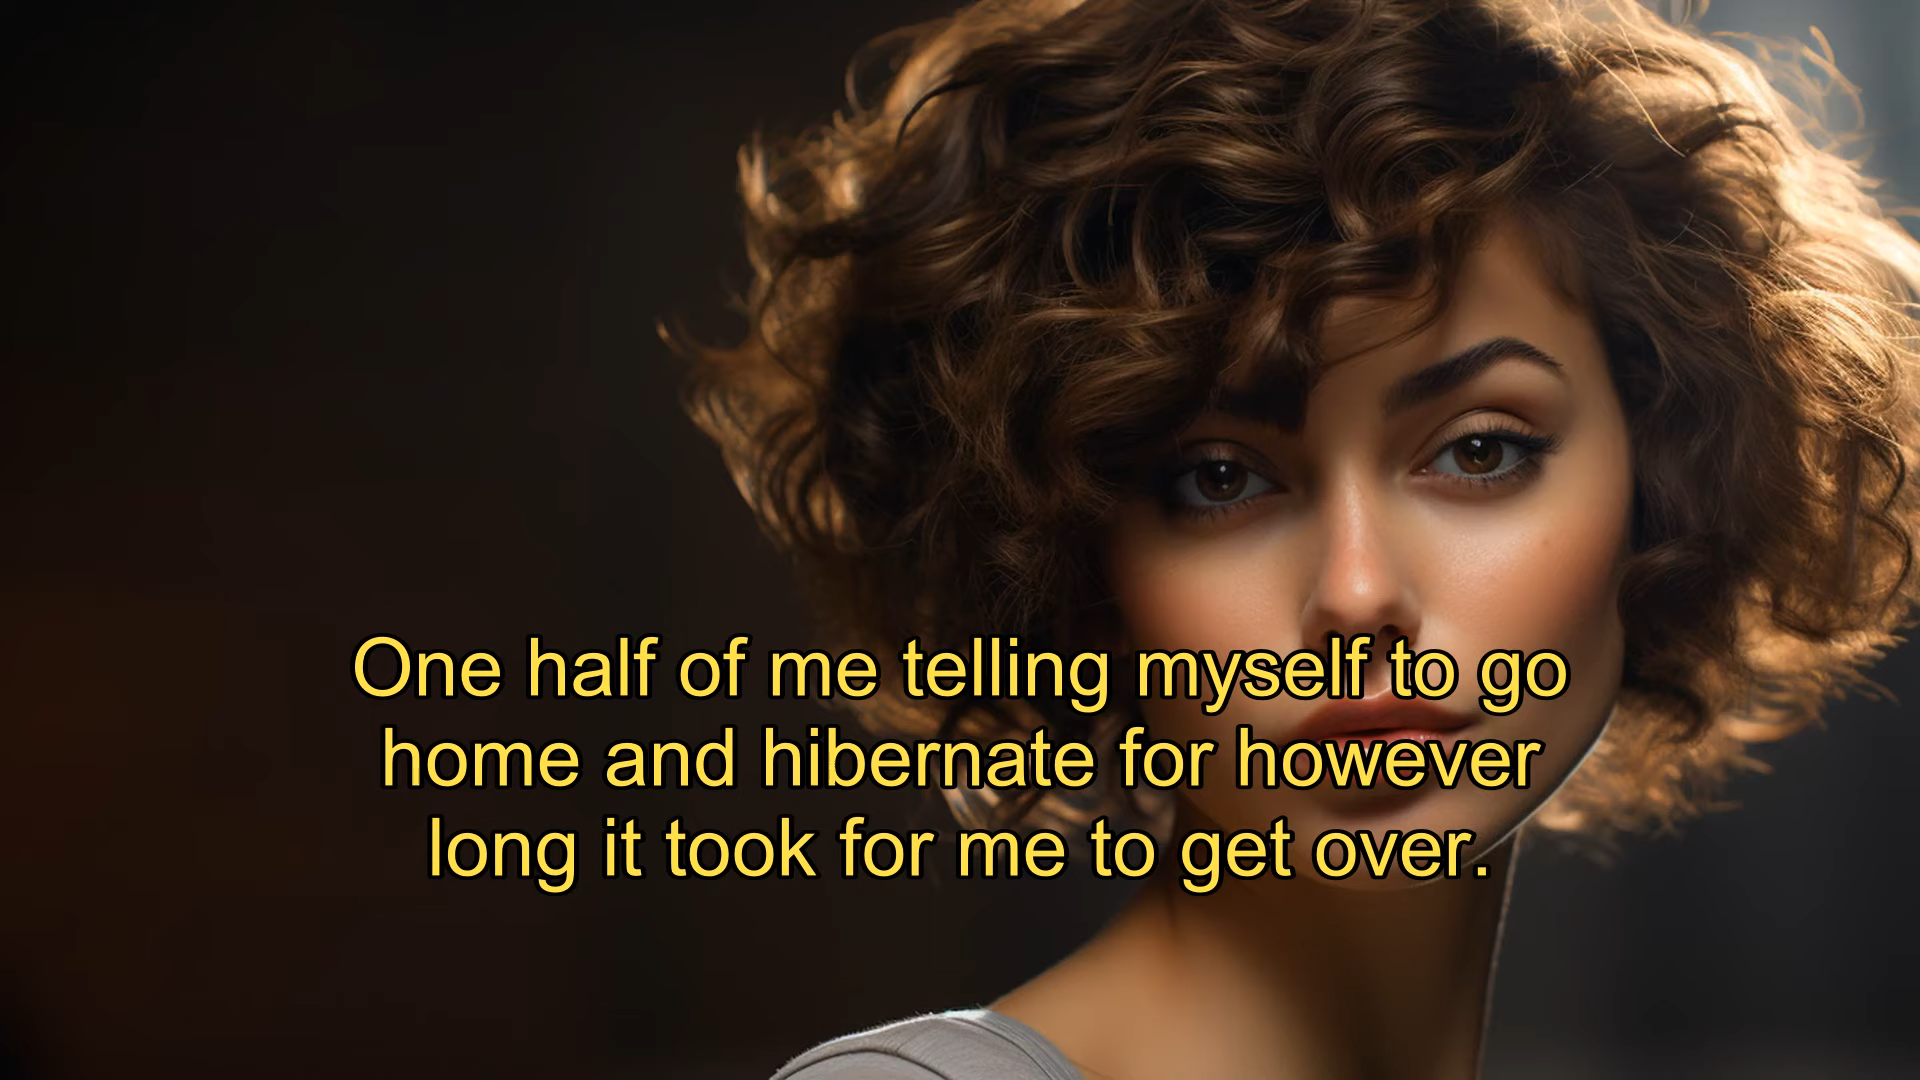 One half of me telling myself to go
home and hibernate for however
long it took for me to get over.